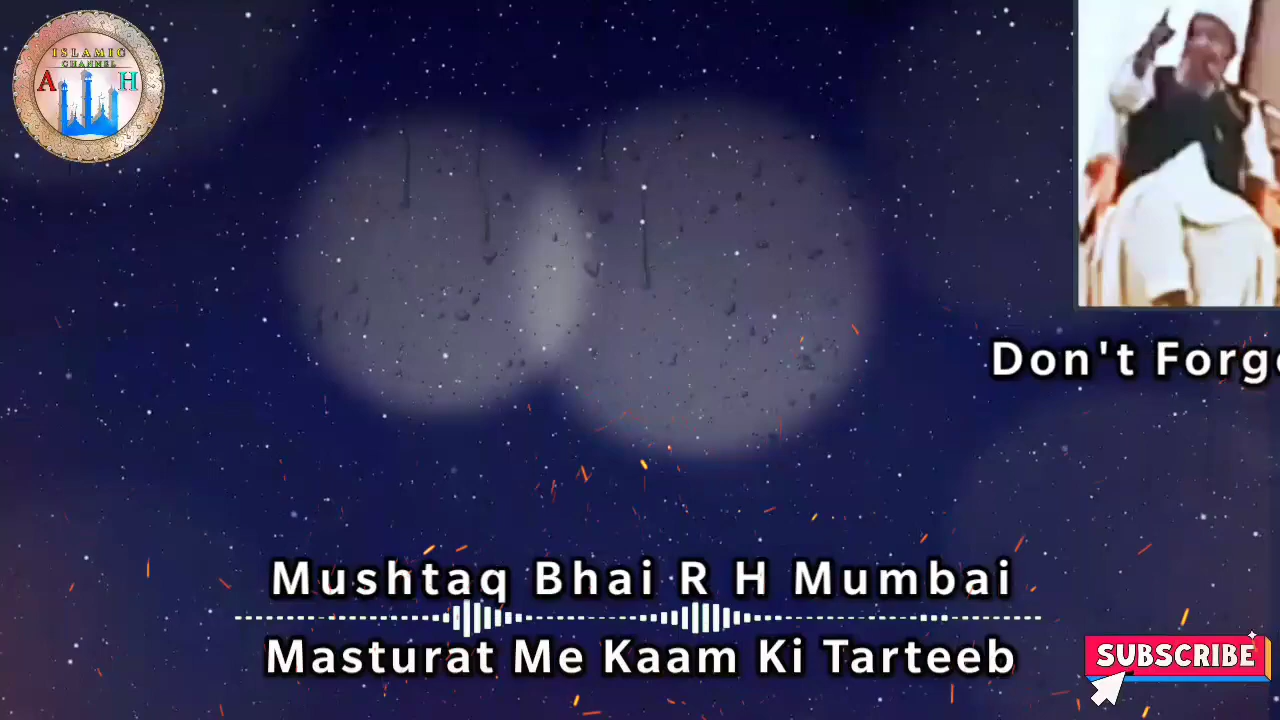 ISLAMIC
CHANNEL
A H
Don't Forg
Mushtaq Bhai R H Mumbai
Masturat Me Kaam Ki Tarteeb
SUBSCRIBE